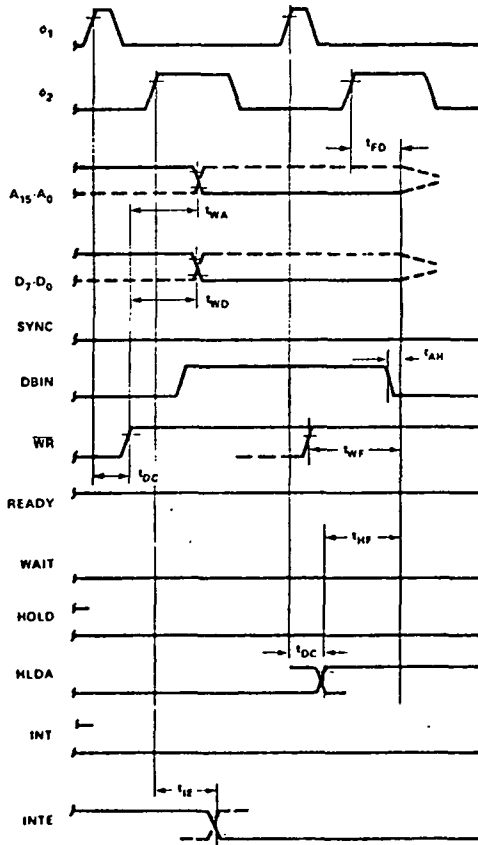 ϕ1
ϕ2
tFD
A15-A0
tWA
D7-D0
tWD
SYNC
tAH
DBIN
WR
tWF
tDC
READY
tHF
WAIT
HOLD
tDC
HLDA
INT
tIE
INTE